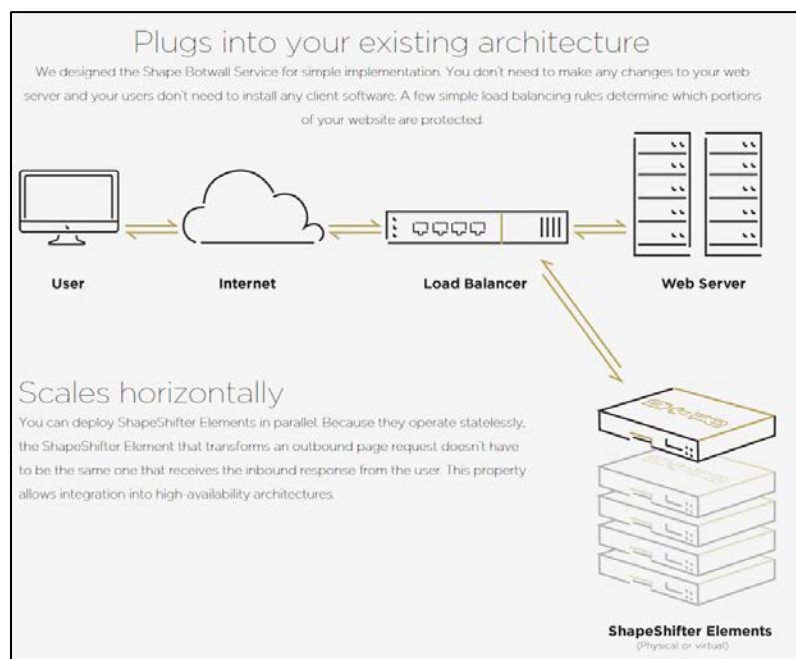 Plugs into your existing architecture
We designed the Shape Botwall Service for simple implementation. You don't need to make any changes to your web
server and your users don't need to install any client software. A few simple load balancing rules determine which portions
of your website are protected.
User
Internet
Load Balancer
Web Server
Scales horizontally
You can deploy ShapeShifter Elements in parallel. Because they operate statelessly,
the ShapeShifter Element that transforms an outbound page request doesn't have
to be the same one that receives the inbound response from the user. This property
allows integration into high-availability architectures.
ShapeShifter Elements
(Physical or virtual)